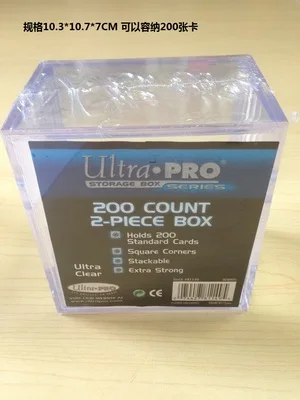 规格10.3*10.7*7CM 可以容纳200张卡
Ultra·PRO
STORAGE BOX SERIES
200 COUNT
2-PIECE BOX
Holds 200
Standard Cards
Square Corners
Stackable
Extra Strong
Ultra
Clear
Ultra·PRO